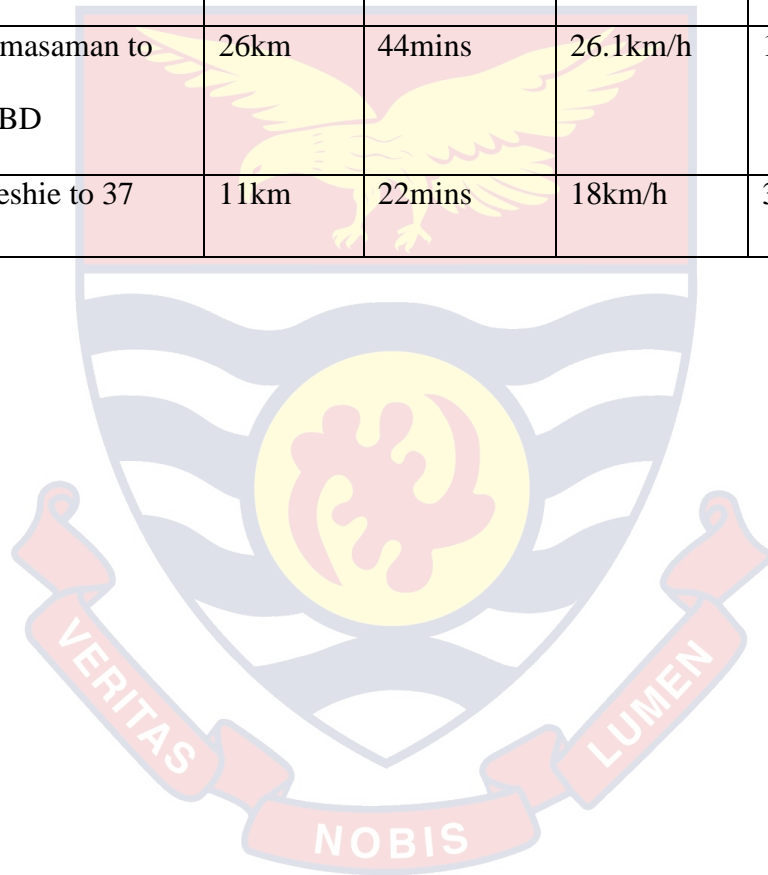 masaman to 26km 44mins 26.1km/h
BD
eshie to 37 11km 22mins 18km/h
VERITAS
NOBIS
LUMEN